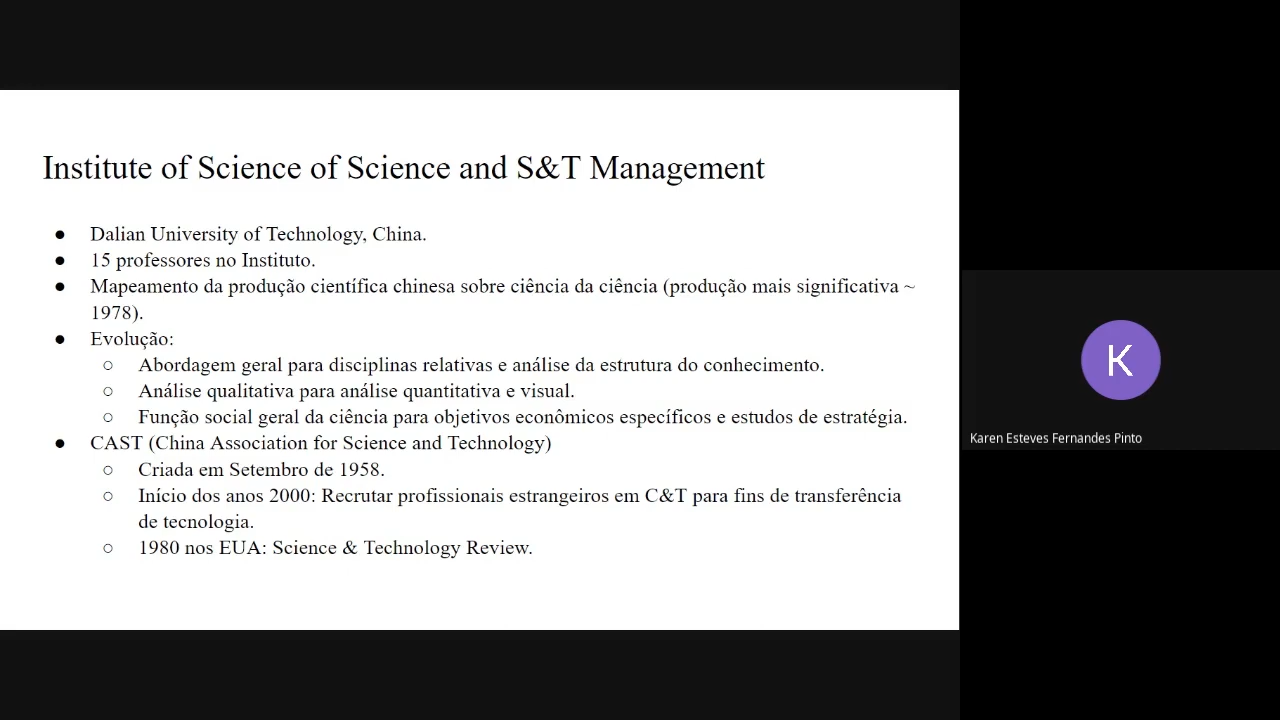 Institute of Science of Science and S&T Management
● Dalian University of Technology, China.
● 15 professores no Instituto.
● Mapeamento da produção científica chinesa sobre ciência da ciência (produção mais significativa ~
1978).
● Evolução:
○ Abordagem geral para disciplinas relativas e análise da estrutura do conhecimento.
○ Análise qualitativa para análise quantitativa e visual.
○ Função social geral da ciência para objetivos econômicos específicos e estudos de estratégia.
● CAST (China Association for Science and Technology)
○ Criada em Setembro de 1958.
○ Início dos anos 2000: Recrutar profissionais estrangeiros em C&T para fins de transferência
de tecnologia.
○ 1980 nos EUA: Science & Technology Review.
K
Karen Esteves Fernandes Pinto